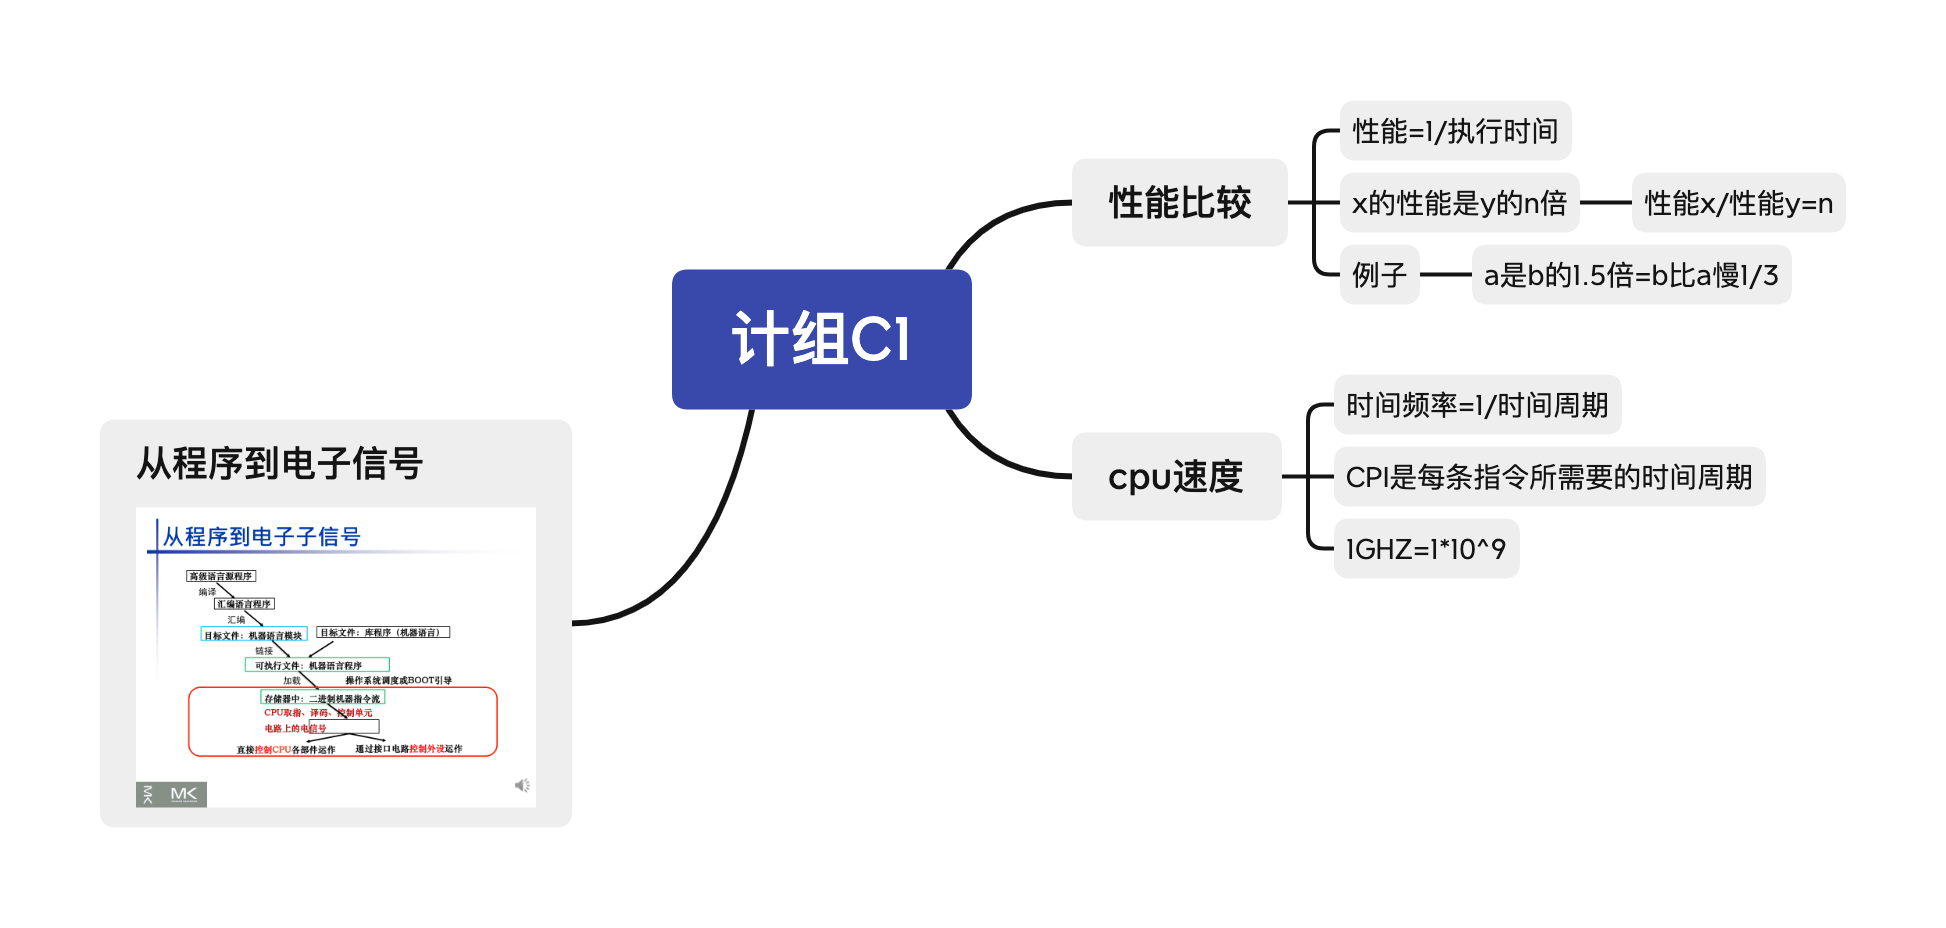 计组C1
性能比较
性能=1/执行时间
x的性能是y的n倍
性能x/性能y=n
例子
a是b的1.5倍=b比a慢1/3
cpu速度
时间频率=1/时间周期
CPI是每条指令所需要的时间周期
1GHZ=1*10^9
从程序到电子信号
从程序到电子子信号
高级语言源程序
编译
汇编语言程序
汇编
目标文件：机器语言模块
目标文件：库程序（机器语言）
链接
可执行文件：机器语言程序
加载
操作系统调度或BOOT引导
存储器中：二进制机器指令流
CPU取指、译码、控制单元
电路上的电信号
直接控制CPU各部件运作
通过接口电路控制外设运作
MK
MK